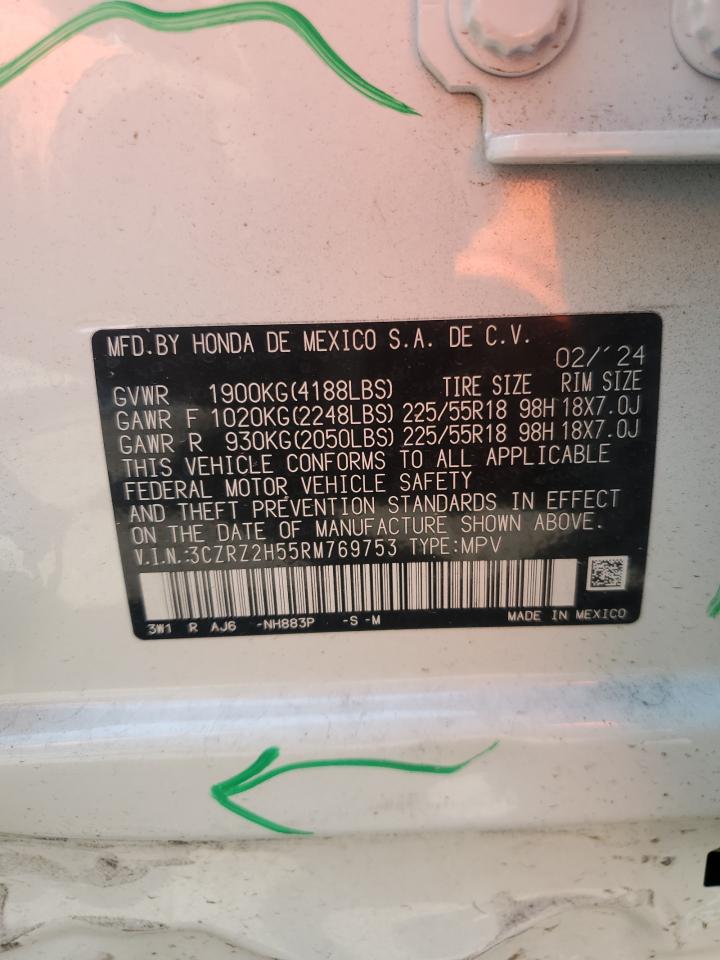 MFD.BY HONDA DE MEXICO S.A. DE C.V.
02/'24
GVWR 1900KG(4188LBS) TIRE SIZE RIM SIZE
GAWR F 1020KG(2248LBS) 225/55R18 98H 18X7.0J
GAWR R 930KG(2050LBS) 225/55R18 98H 18X7.0J
THIS VEHICLE CONFORMS TO ALL APPLICABLE
FEDERAL MOTOR VEHICLE SAFETY
AND THEFT PREVENTION STANDARDS IN EFFECT
ON THE DATE OF MANUFACTURE SHOWN ABOVE.
V.I.N.:3CZRZ2H55RM769753 TYPE:MPV
3W1 R AJ6 -NH883P -S -M MADE IN MEXICO